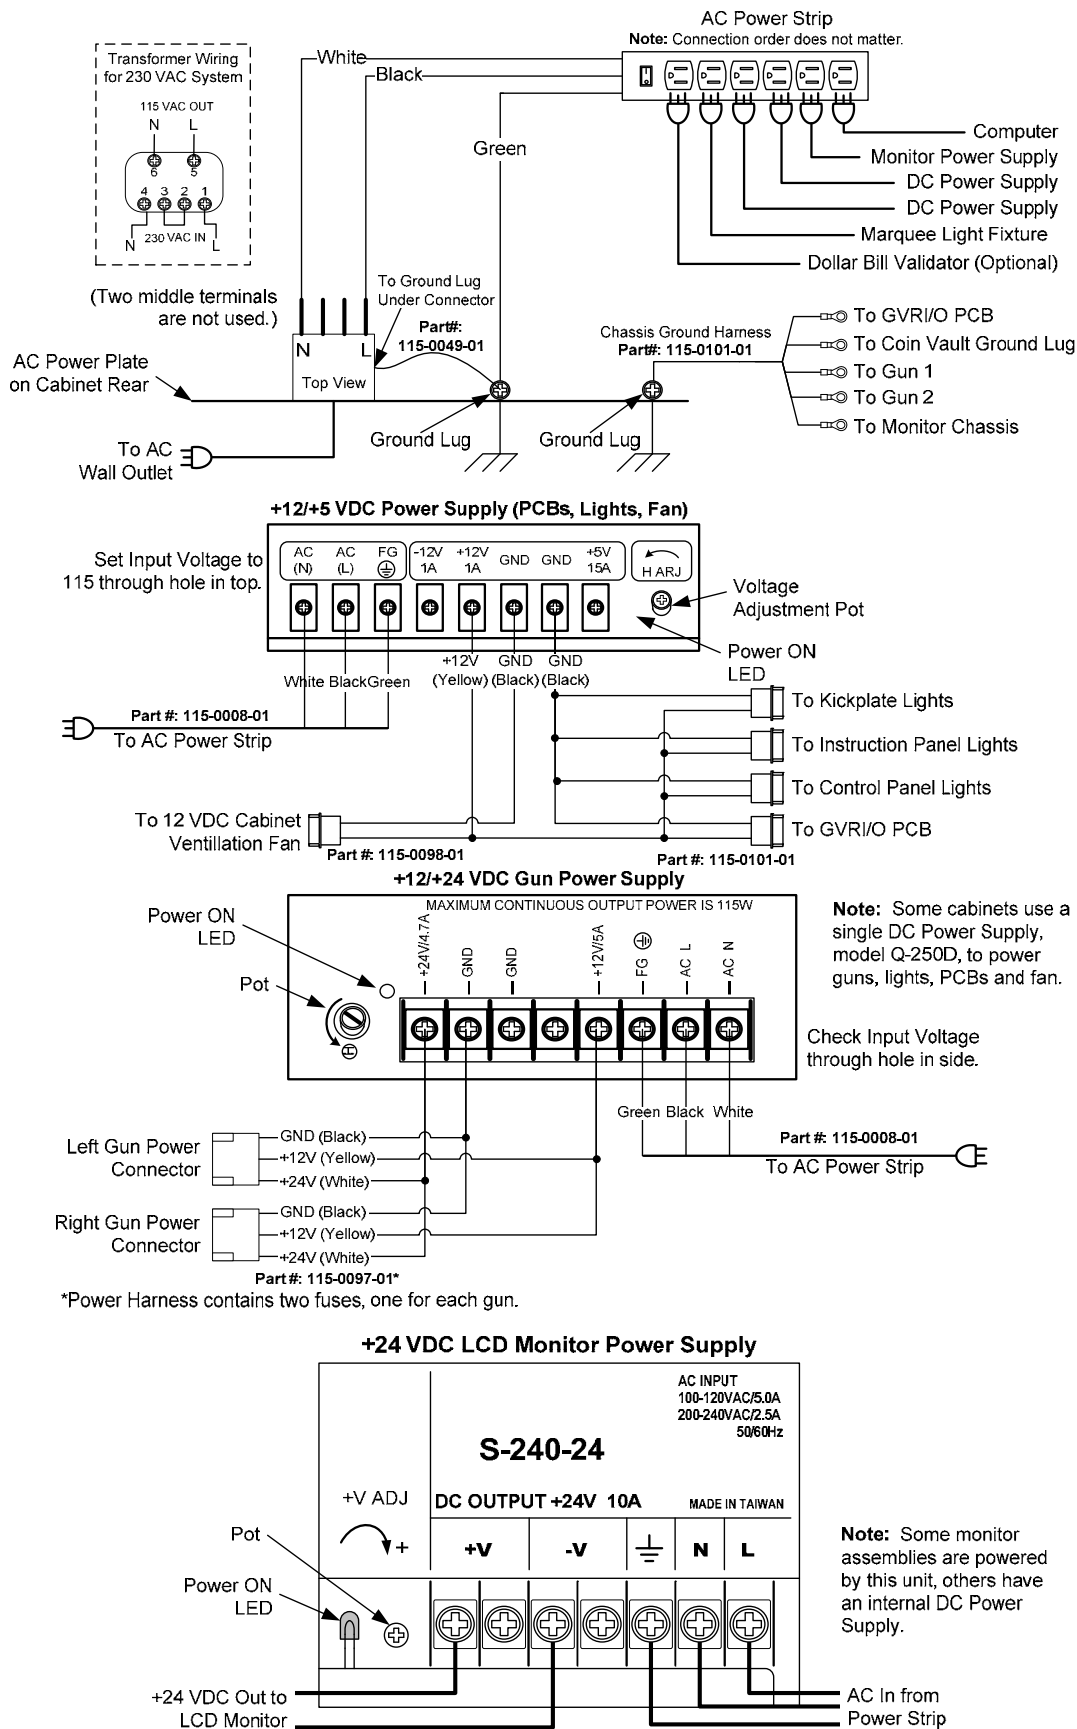 AC Power Strip
Note: Connection order does not matter.
Transformer Wiring
for 230 VAC System
115 VAC OUT
N L
6 5
4 3 2 1
230 VAC IN
N L
White
Black
Green
Computer
Monitor Power Supply
DC Power Supply
DC Power Supply
Marquee Light Fixture
Dollar Bill Validator (Optional)
(Two middle terminals
are not used.)
To Ground Lug
Under Connector
Part#:
115-0049-01
N L
Top View
AC Power Plate
on Cabinet Rear
To AC
Wall Outlet
Ground Lug
Ground Lug
Chassis Ground Harness
Part#: 115-0101-01
To GVRI/O PCB
To Coin Vault Ground Lug
To Gun 1
To Gun 2
To Monitor Chassis
+12/+5 VDC Power Supply (PCBs, Lights, Fan)
Set Input Voltage to
115 through hole in top.
AC (N)
AC (L)
FG
-12V 1A
+12V 1A
GND
GND
+5V 15A
H ARJ
Voltage
Adjustment Pot
Power ON
LED
White Black Green
+12V (Yellow)
GND (Black)
GND (Black)
Part #: 115-0008-01
To AC Power Strip
To Kickplate Lights
To Instruction Panel Lights
To Control Panel Lights
To GVRI/O PCB
To 12 VDC Cabinet
Ventillation Fan
Part #: 115-0098-01
Part #: 115-0101-01
+12/+24 VDC Gun Power Supply
MAXIMUM CONTINUOUS OUTPUT POWER IS 115W
Power ON
LED
Pot
+24V/4.7A
GND
GND
+12V/5A
FG
AC L
AC N
Note: Some cabinets use a
single DC Power Supply,
model Q-250D, to power
guns, lights, PCBs and fan.
Check Input Voltage
through hole in side.
Green Black White
Part #: 115-0008-01
To AC Power Strip
Left Gun Power
Connector
GND (Black)
+12V (Yellow)
+24V (White)
Right Gun Power
Connector
GND (Black)
+12V (Yellow)
+24V (White)
Part #: 115-0097-01*
*Power Harness contains two fuses, one for each gun.
+24 VDC LCD Monitor Power Supply
AC INPUT
100-120VAC/5.0A
200-240VAC/2.5A
50/60Hz
S-240-24
+V ADJ
+
DC OUTPUT +24V 10A
MADE IN TAIWAN
+V -V N L
Pot
Power ON
LED
Note: Some monitor
assemblies are powered
by this unit, others have
an internal DC Power
Supply.
+24 VDC Out to
LCD Monitor
AC In from
Power Strip